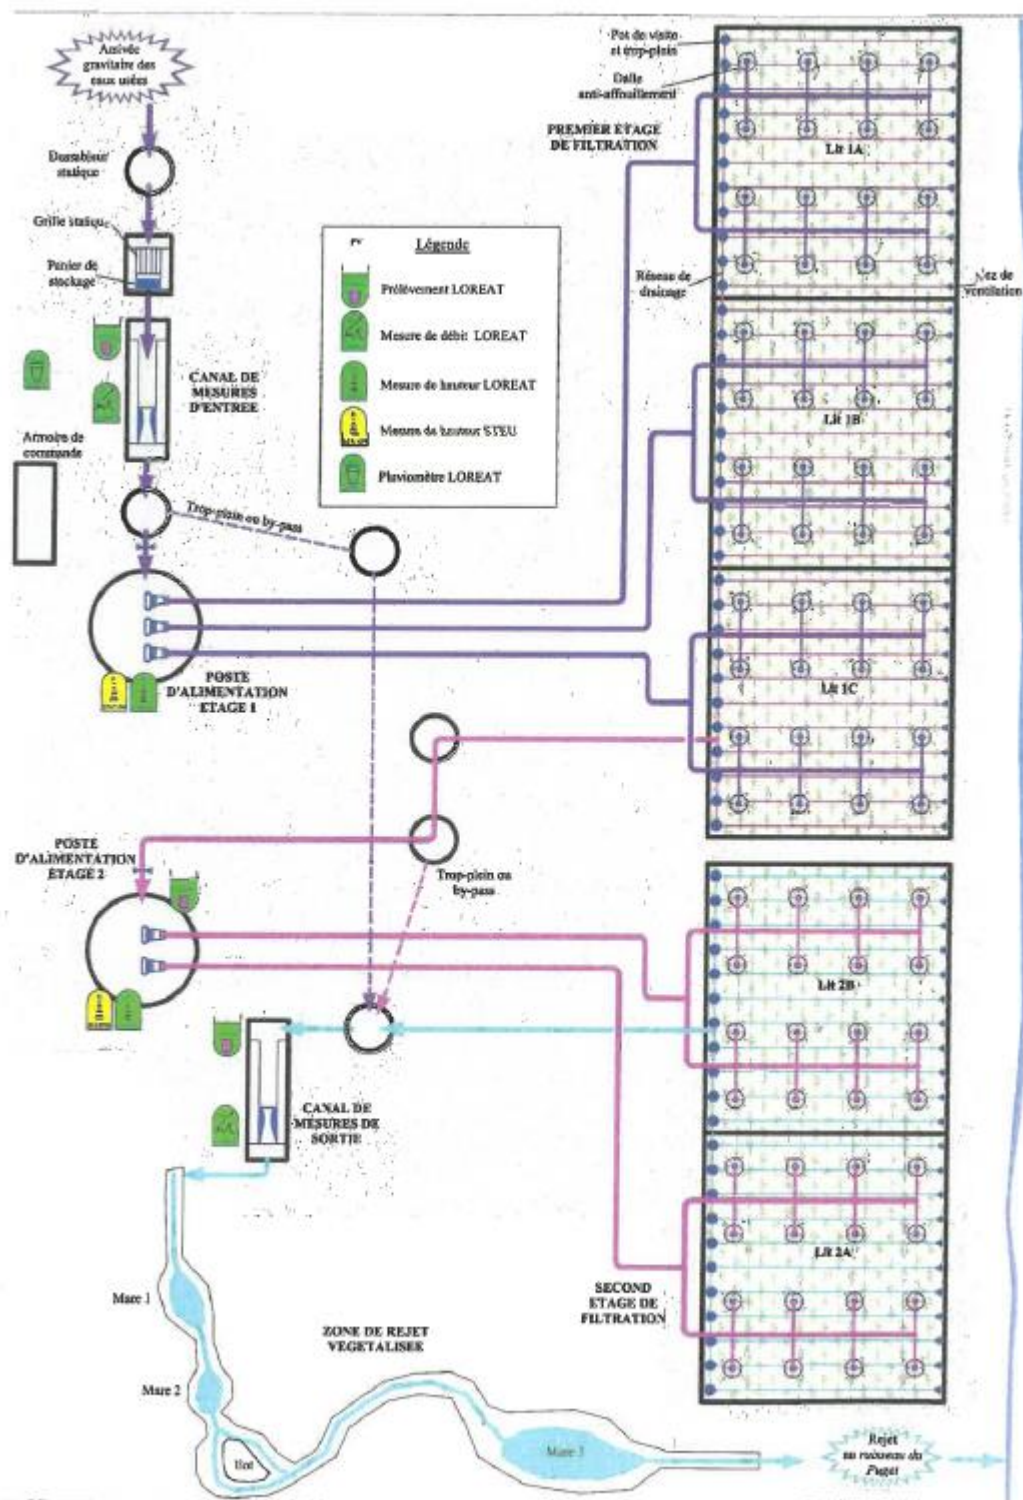 Arrivée
gravitaire des
eaux usées
Dessableur
statique
Grille statique
Panier de
stockage
CANAL DE
MESURES
D'ENTREE
Armoire de
commande
Trop-plein ou by-pass
POSTE
D'ALIMENTATION
ETAGE 1
Légende
Prélèvement LOREAT
Mesure de débit LOREAT
Mesure de hauteur LOREAT
Mesure de hauteur STEU
Pluviomètre LOREAT
Pot de visite
et trop-plein
Dalle
anti-affouillement
PREMIER ETAGE
DE FILTRATION
Lit 1A
Réseau de
drainage
Nez de
ventilation
Lit 1B
Lit 1C
POSTE
D'ALIMENTATION
ETAGE 2
Trop-plein ou
by-pass
Lit 2B
CANAL DE
MESURES DE
SORTIE
Lit 2A
SECOND
ETAGE DE
FILTRATION
Mare 1
ZONE DE REJET
VEGETALISEE
Mare 2
Ilot
Mare 3
Rejet
au ruisseau du
Puget